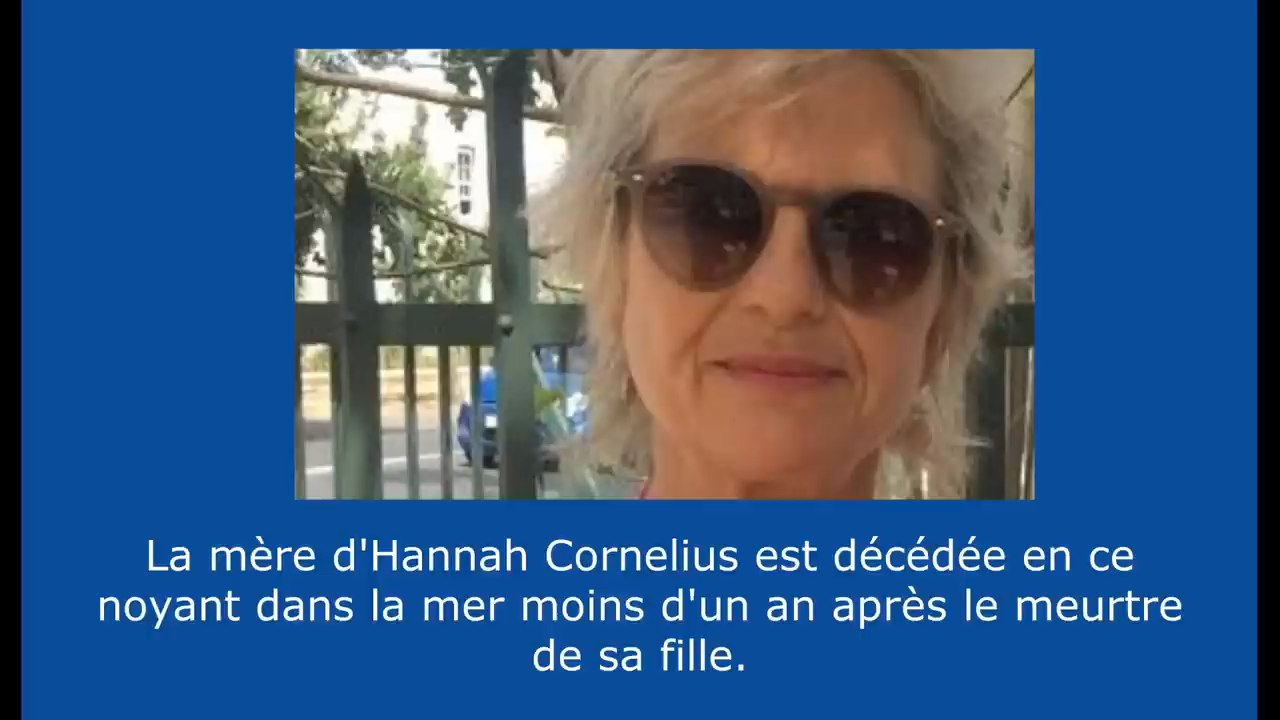 La mère d'Hannah Cornelius est décédée en ce
noyant dans la mer moins d'un an après le meurtre
de sa fille.